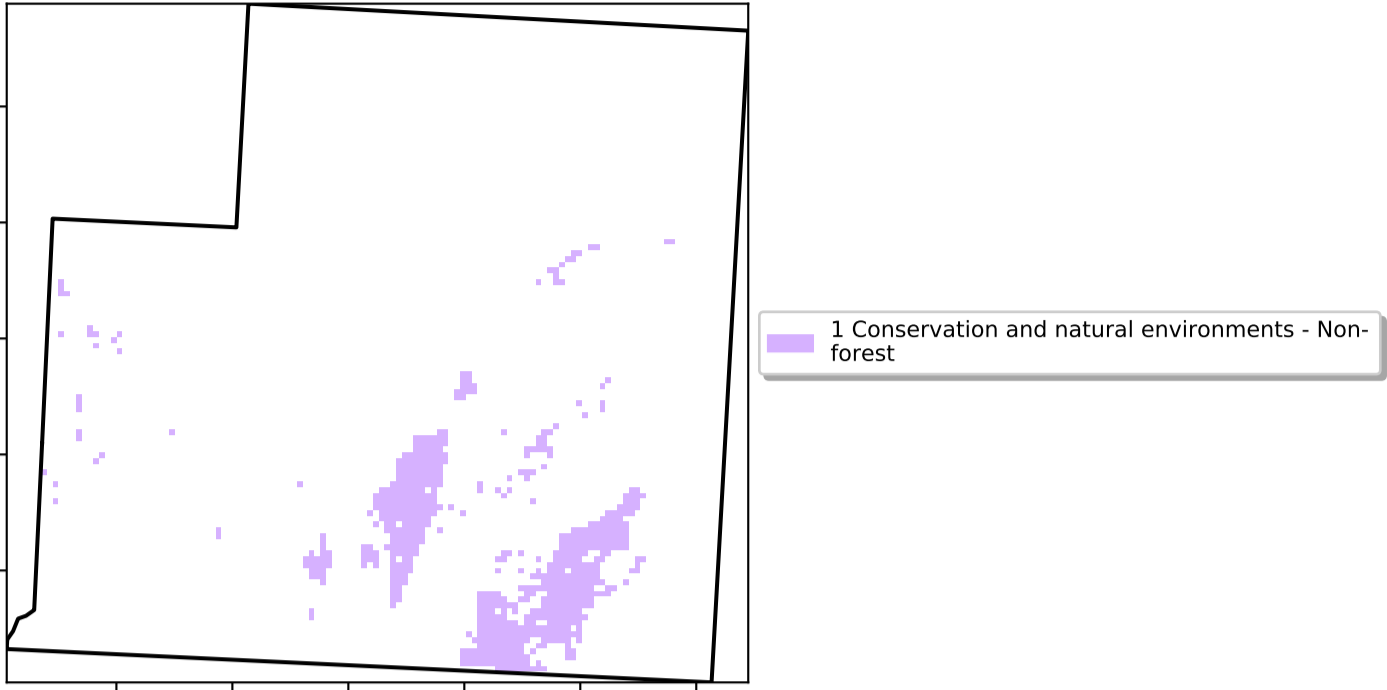 1 Conservation and natural environments - Non-
forest